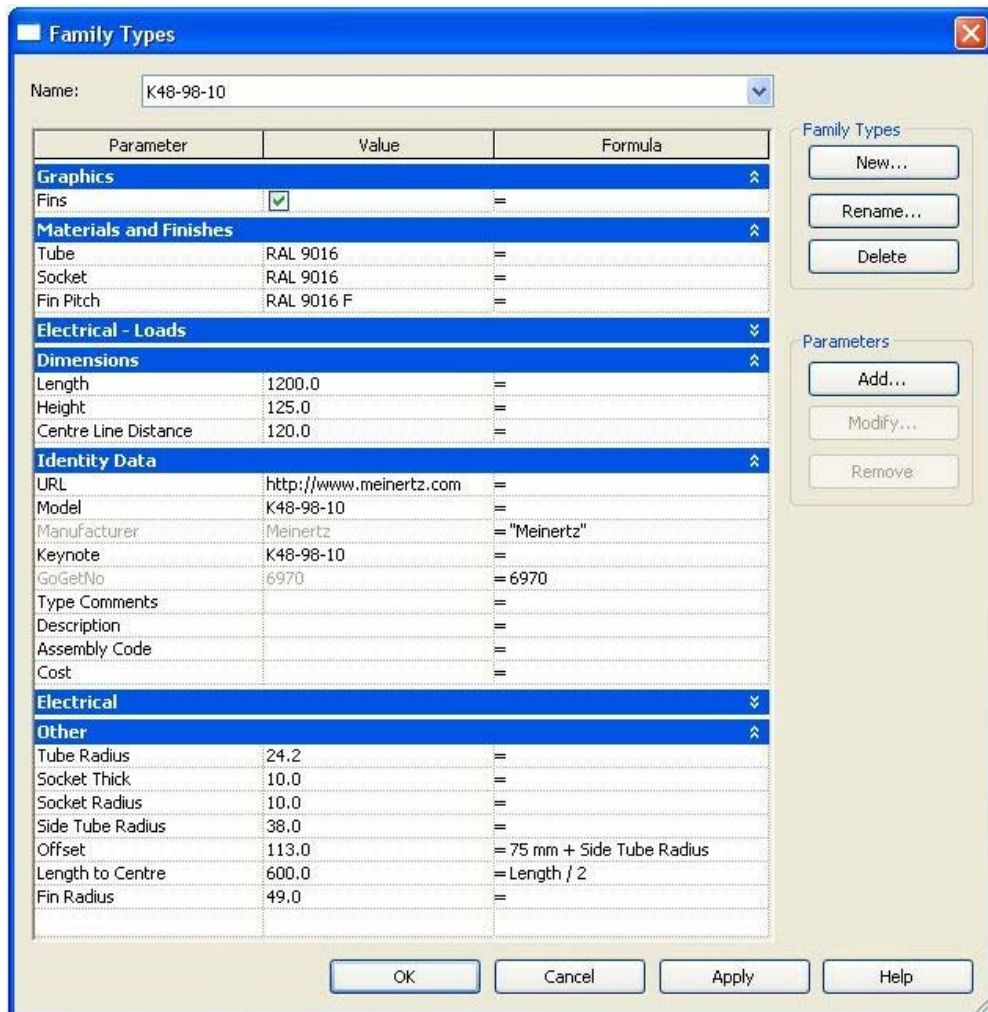 Family Types
Name: K48-98-10
Parameter Value Formula
Graphics
Fins =
Materials and Finishes
Tube RAL 9016 =
Socket RAL 9016 =
Fin Pitch RAL 9016 F =
Electrical - Loads
Dimensions
Length 1200.0 =
Height 125.0 =
Centre Line Distance 120.0 =
Identity Data
URL http://www.meinertz.com =
Model K48-98-10 =
Manufacturer Meinertz = "Meinertz"
Keynote K48-98-10 =
GoGetNo 6970 = 6970
Type Comments =
Description =
Assembly Code =
Cost =
Electrical
Other
Tube Radius 24.2 =
Socket Thick 10.0 =
Socket Radius 10.0 =
Side Tube Radius 38.0 =
Offset 113.0 = 75 mm + Side Tube Radius
Length to Centre 600.0 = Length / 2
Fin Radius 49.0 =
Family Types
New...
Rename...
Delete
Parameters
Add...
Modify...
Remove
OK Cancel Apply Help